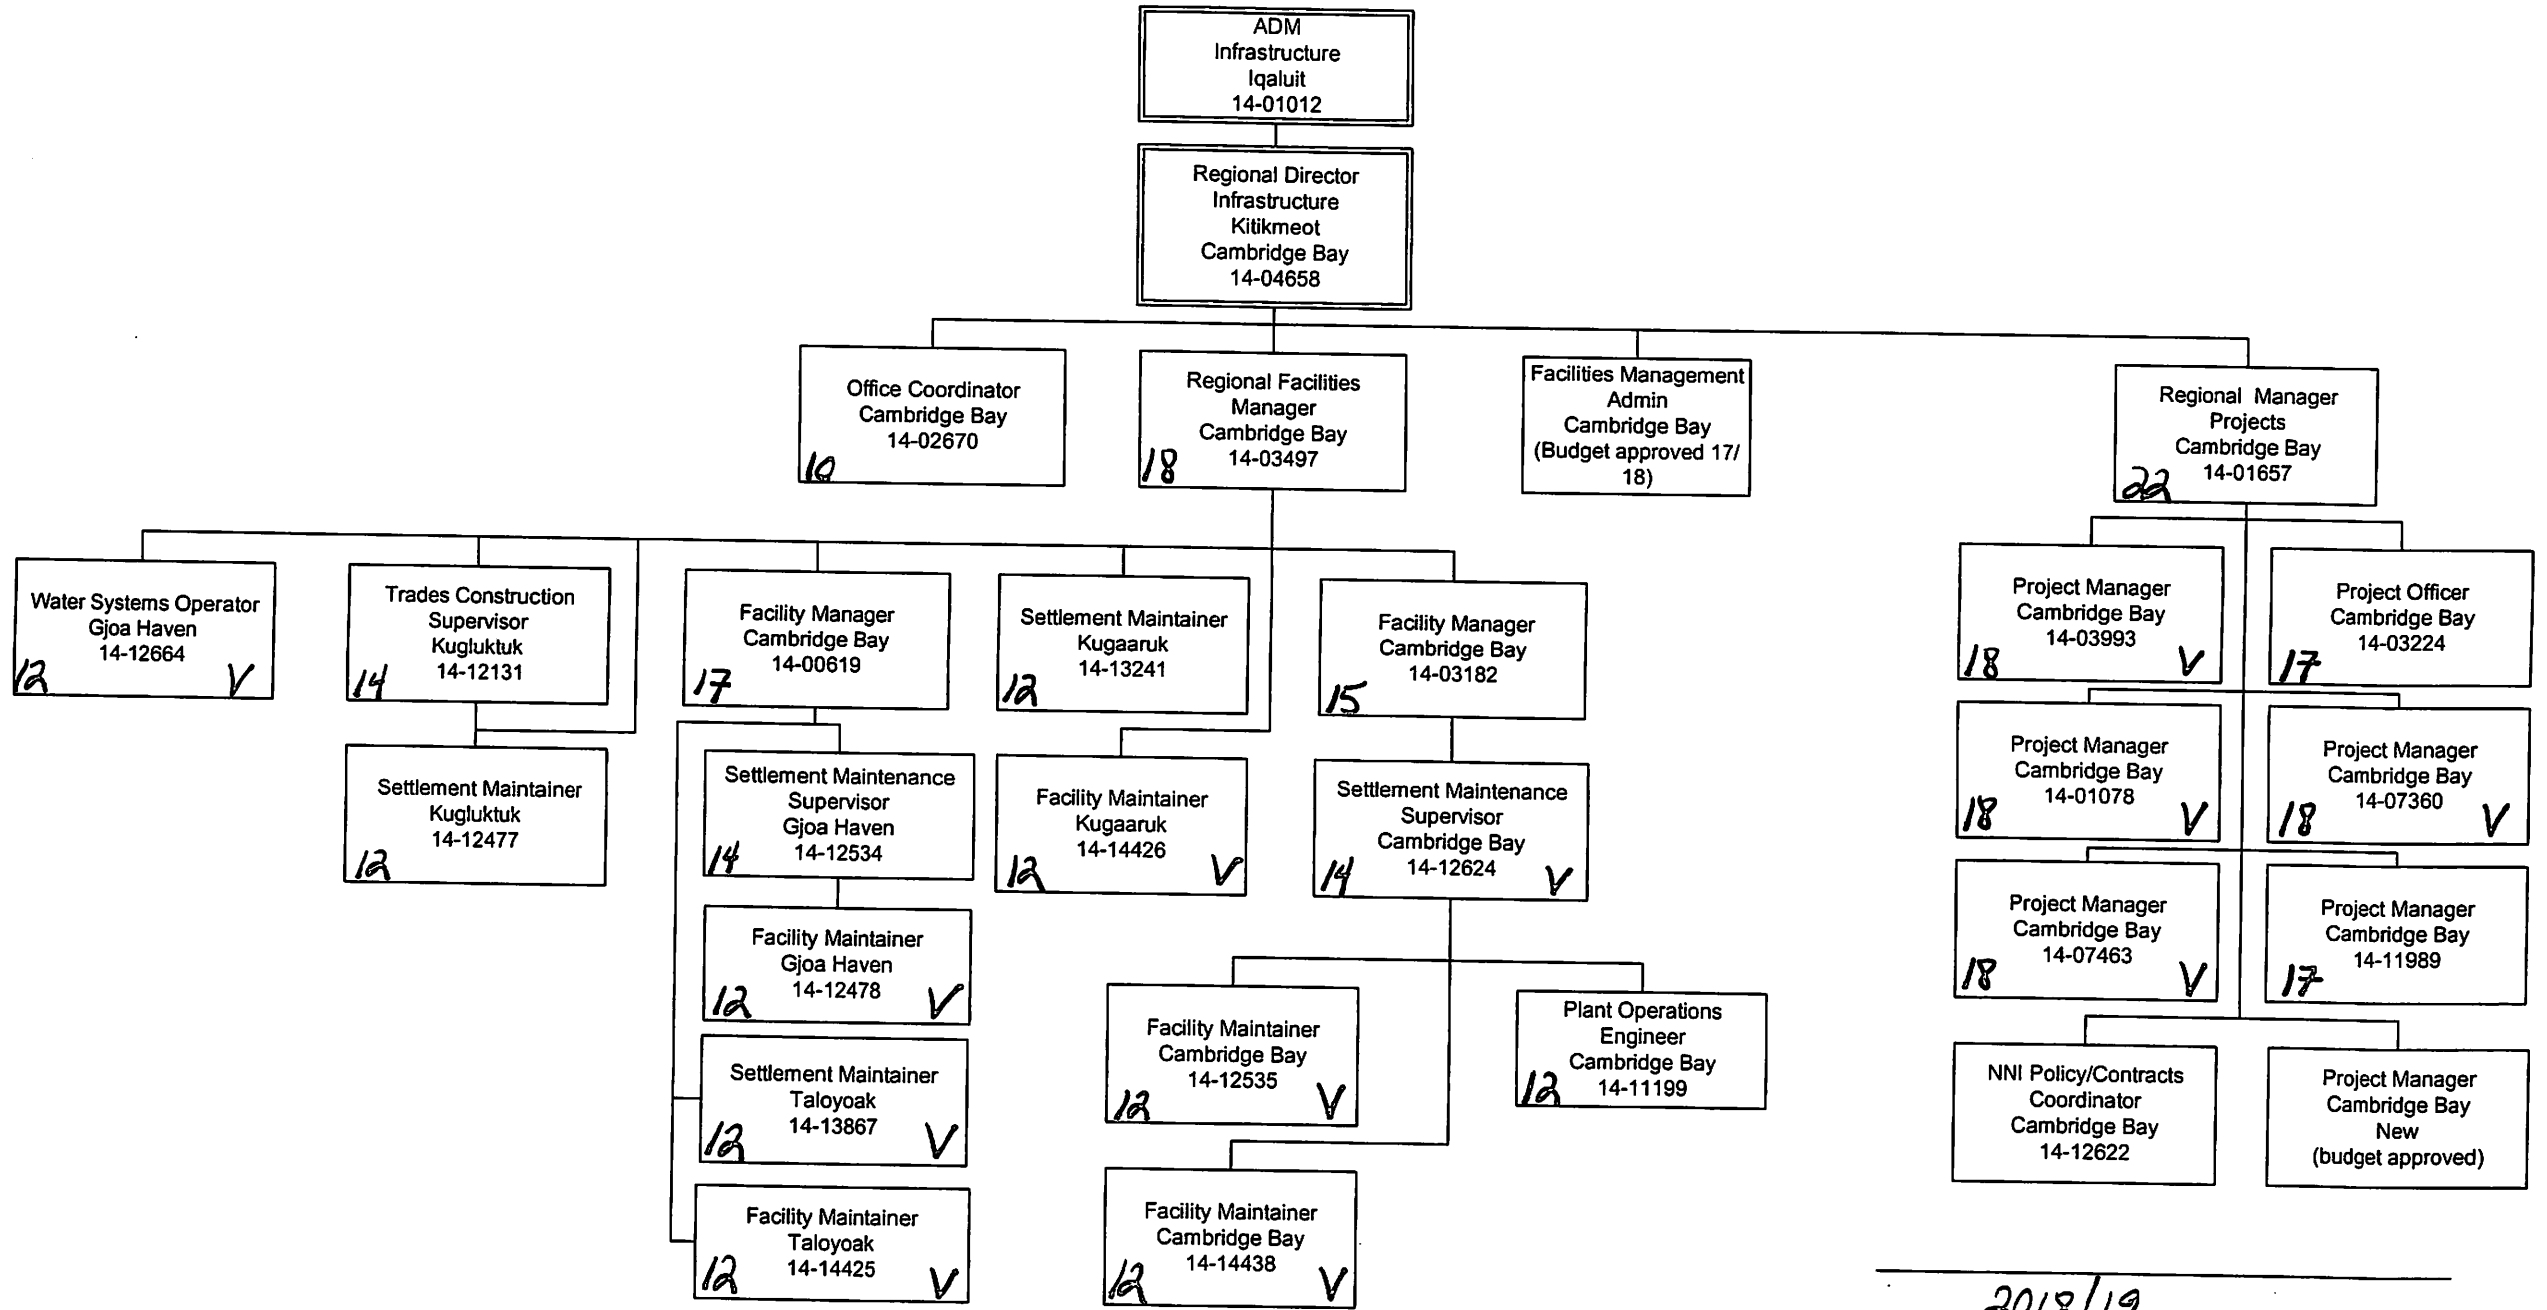 ADM
Infrastructure
Iqaluit
14-01012
Regional Director
Infrastructure
Kitikmeot
Cambridge Bay
14-04658
Office Coordinator
Cambridge Bay
14-02670
10
Regional Facilities
Manager
Cambridge Bay
14-03497
18
Facilities Management
Admin
Cambridge Bay
(Budget approved 17/
18)
Regional Manager
Projects
Cambridge Bay
14-01657
22
Water Systems Operator
Gjoa Haven
14-12664
12 V
Trades Construction
Supervisor
Kugluktuk
14-12131
14
Facility Manager
Cambridge Bay
14-00619
17
Settlement Maintainer
Kugaaruk
14-13241
12
Facility Manager
Cambridge Bay
14-03182
15
Project Manager
Cambridge Bay
14-03993
18 V
Project Officer
Cambridge Bay
14-03224
17
Settlement Maintainer
Kugluktuk
14-12477
12
Settlement Maintenance
Supervisor
Gjoa Haven
14-12534
14
Facility Maintainer
Kugaaruk
14-14426
12 V
Settlement Maintenance
Supervisor
Cambridge Bay
14-12624
14 V
Project Manager
Cambridge Bay
14-01078
18 V
Project Manager
Cambridge Bay
14-07360
18 V
Facility Maintainer
Gjoa Haven
14-12478
12 V
Project Manager
Cambridge Bay
14-07463
18 V
Project Manager
Cambridge Bay
14-11989
17
Settlement Maintainer
Taloyoak
14-13867
12 V
Facility Maintainer
Cambridge Bay
14-12535
12 V
Plant Operations
Engineer
Cambridge Bay
14-11199
12
NNI Policy/Contracts
Coordinator
Cambridge Bay
14-12622
Project Manager
Cambridge Bay
New
(budget approved)
Facility Maintainer
Taloyoak
14-14425
12 V
Facility Maintainer
Cambridge Bay
14-14438
12 V
2018/19